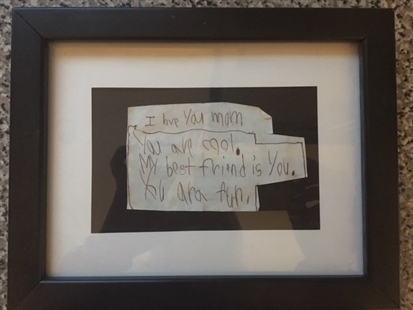 I love you mom
You are cool.
My best friend is you.
You are fun.